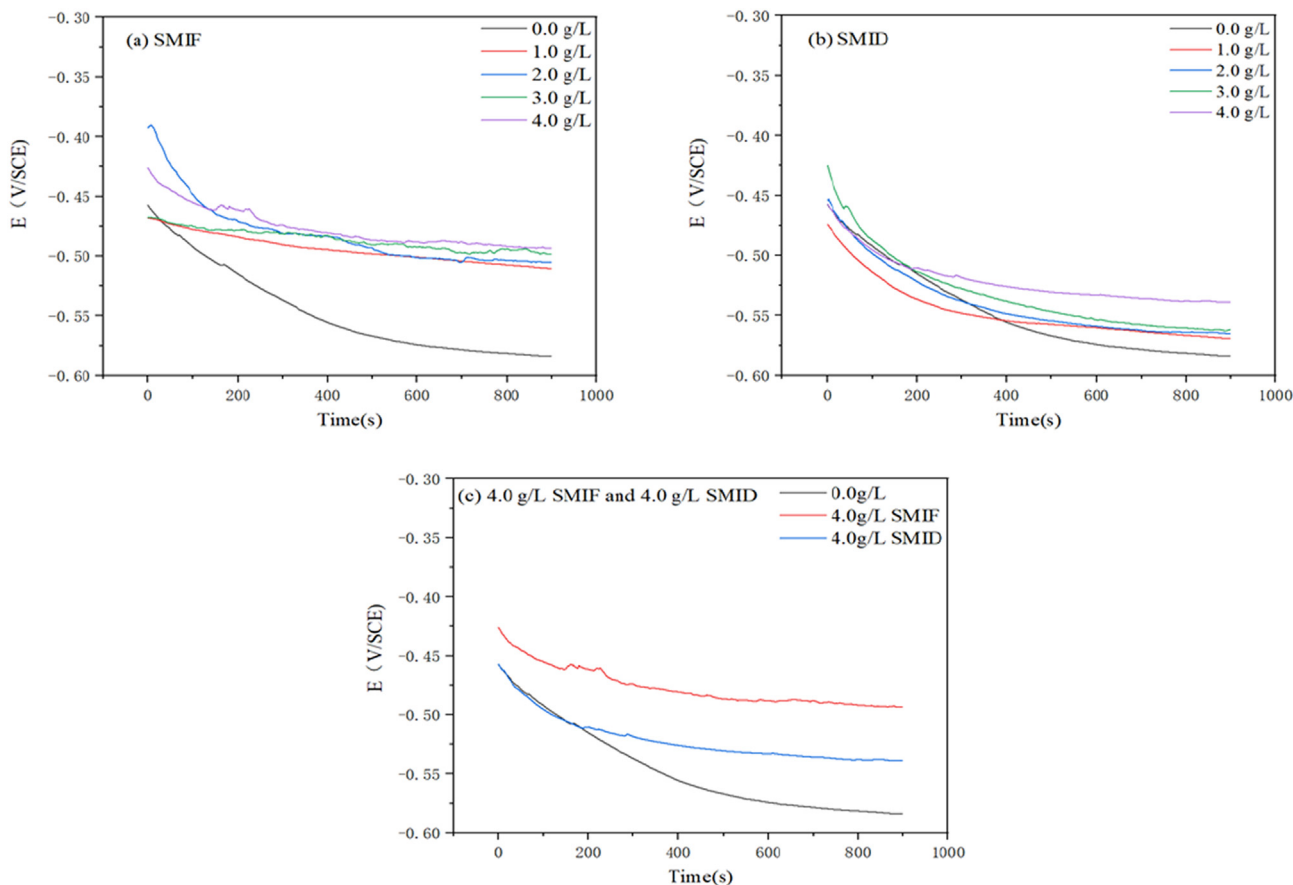 (a) SMIF
0.0 g/L
1.0 g/L
2.0 g/L
3.0 g/L
4.0 g/L
-0.30
-0.35
-0.40
-0.45
-0.50
-0.55
-0.60
E (V/SCE)
0 200 400 600 800 1000
Time(s)
(b) SMID
0.0 g/L
1.0 g/L
2.0 g/L
3.0 g/L
4.0 g/L
-0.30
-0.35
-0.40
-0.45
-0.50
-0.55
-0.60
E (V/SCE)
0 200 400 600 800 1000
Time(s)
(c) 4.0 g/L SMIF and 4.0 g/L SMID
0.0g/L
4.0g/L SMIF
4.0g/L SMID
-0.30
-0.35
-0.40
-0.45
-0.50
-0.55
-0.60
E (V/SCE)
0 200 400 600 800 1000
Time(s)